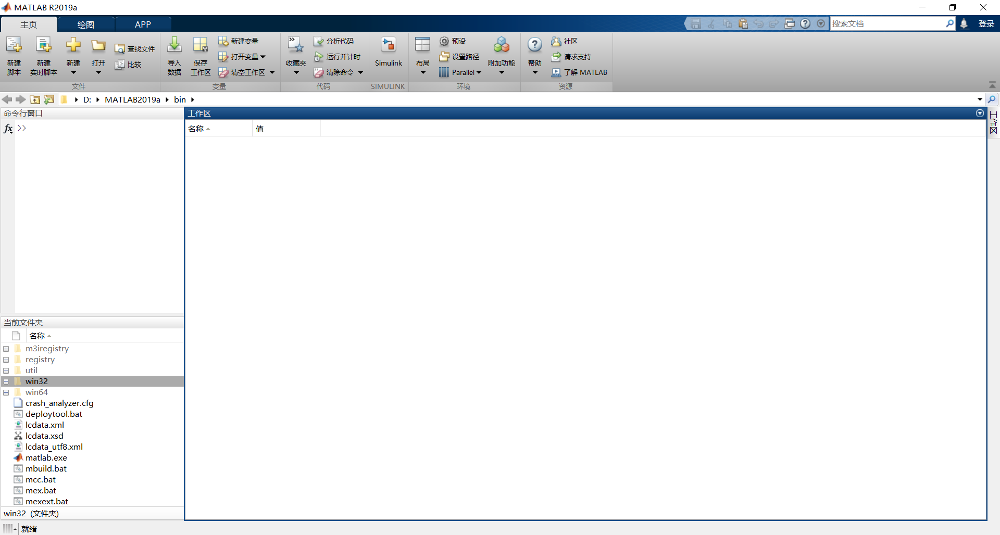 MATLAB R2019a
主页 绘图 APP 搜索文档 登录
新建脚本 新建实时脚本 新建 打开 查找文件 比较
导入数据 保存工作区 新建变量 打开变量 清空工作区
收藏夹 分析代码 运行并计时 清除命令
Simulink
布局 预设 设置路径 Parallel 附加功能
帮助 社区 请求支持 了解 MATLAB
文件 变量 代码 SIMULINK 环境 资源
D: MATLAB2019a bin
命令行窗口
fx >>
工作区
名称 值
工作区
当前文件夹
名称
m3iregistry
registry
util
win32
win64
crash_analyzer.cfg
deploytool.bat
lcdata.xml
lcdata.xsd
lcdata_utf8.xml
matlab.exe
mbuild.bat
mcc.bat
mex.bat
mexext.bat
win32 (文件夹)
就绪